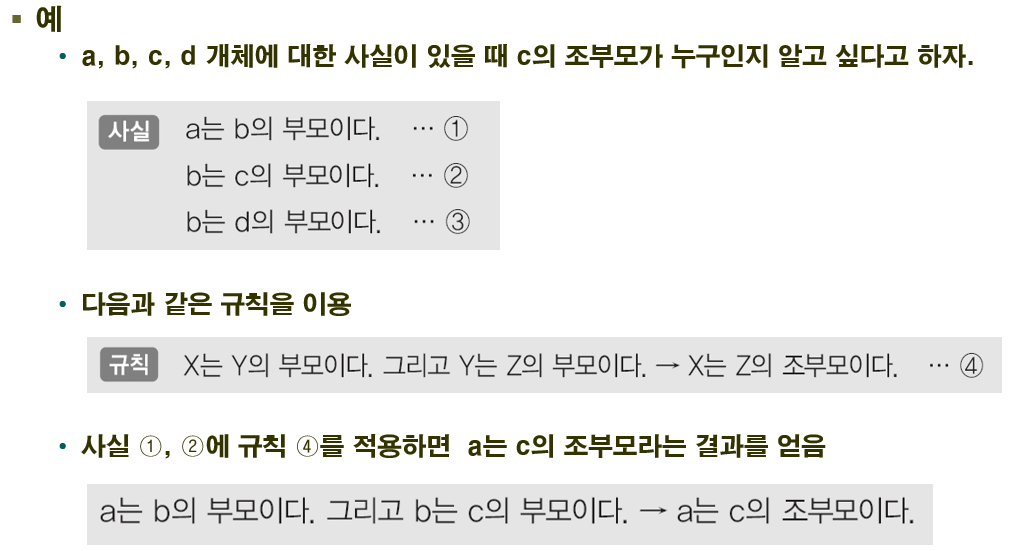 ▪ 예
• a, b, c, d 개체에 대한 사실이 있을 때 c의 조부모가 누구인지 알고 싶다고 하자.
사실 a는 b의 부모이다. … ①
b는 c의 부모이다. … ②
b는 d의 부모이다. … ③
• 다음과 같은 규칙을 이용
규칙 X는 Y의 부모이다. 그리고 Y는 Z의 부모이다. → X는 Z의 조부모이다. … ④
• 사실 ①, ②에 규칙 ④를 적용하면 a는 c의 조부모라는 결과를 얻음
a는 b의 부모이다. 그리고 b는 c의 부모이다. → a는 c의 조부모이다.